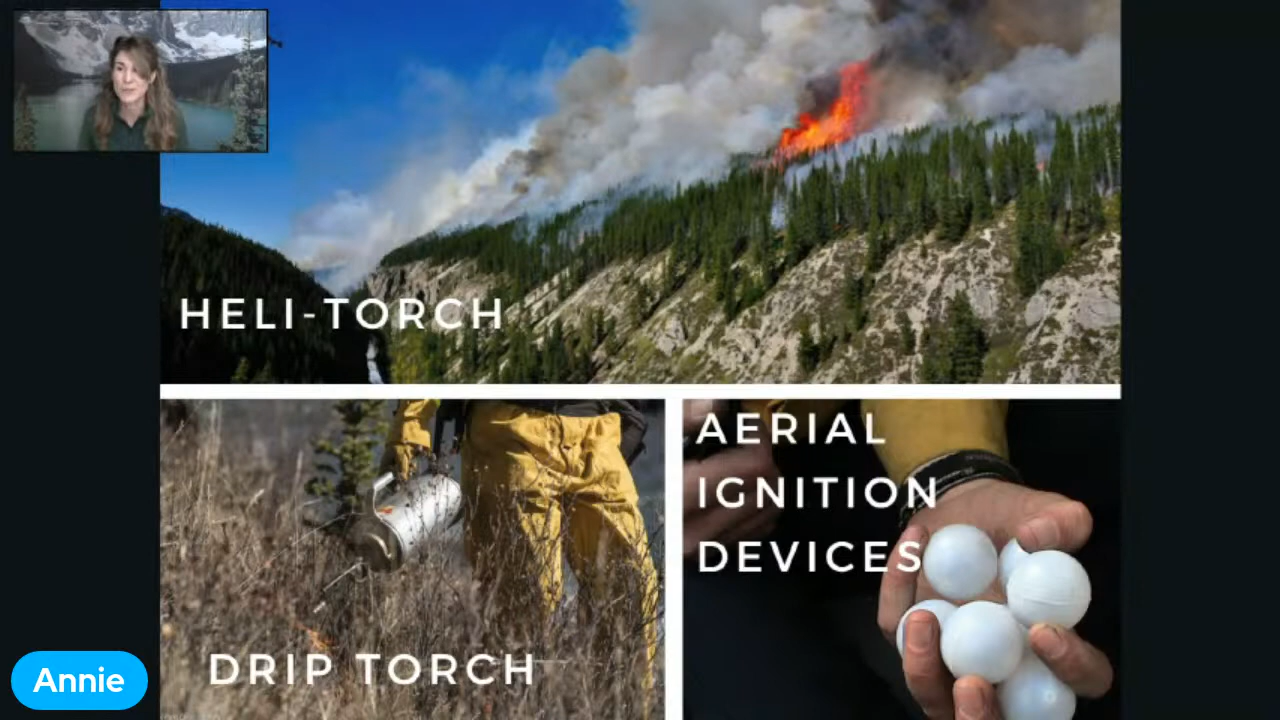 HELI-TORCH
AERIAL
IGNITION
DEVICES
DRIP TORCH
Annie